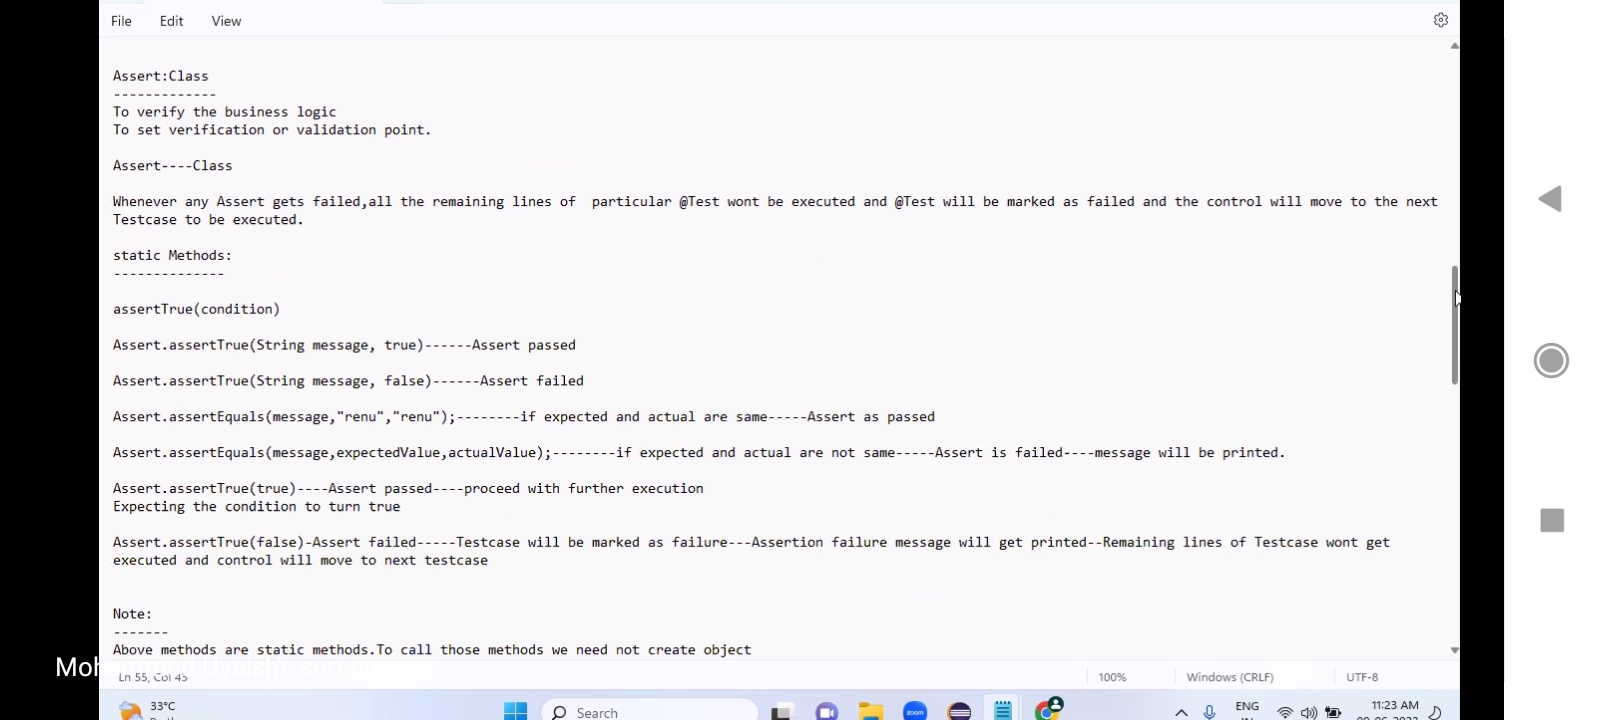 File Edit View
Assert:Class
-------------
To verify the business logic
To set verification or validation point.
Assert----Class
Whenever any Assert gets failed,all the remaining lines of  particular @Test wont be executed and @Test will be marked as failed and the control will move to the next
Testcase to be executed.
static Methods:
--------------
assertTrue(condition)
Assert.assertTrue(String message, true)------Assert passed
Assert.assertTrue(String message, false)------Assert failed
Assert.assertEquals(message,"renu","renu");--------if expected and actual are same-----Assert as passed
Assert.assertEquals(message,expectedValue,actualValue);--------if expected and actual are not same-----Assert is failed----message will be printed.
Assert.assertTrue(true)----Assert passed----proceed with further execution
Expecting the condition to turn true
Assert.assertTrue(false)-Assert failed-----Testcase will be marked as failure---Assertion failure message will get printed--Remaining lines of Testcase wont get
executed and control will move to next testcase
Note:
-------
Above methods are static methods.To call those methods we need not create object
Mohammed Uvaish's screen
Ln 55, Col 43 100% Windows (CRLF) UTF-8
33°C Search zoom ENG 11:23 AM
IN